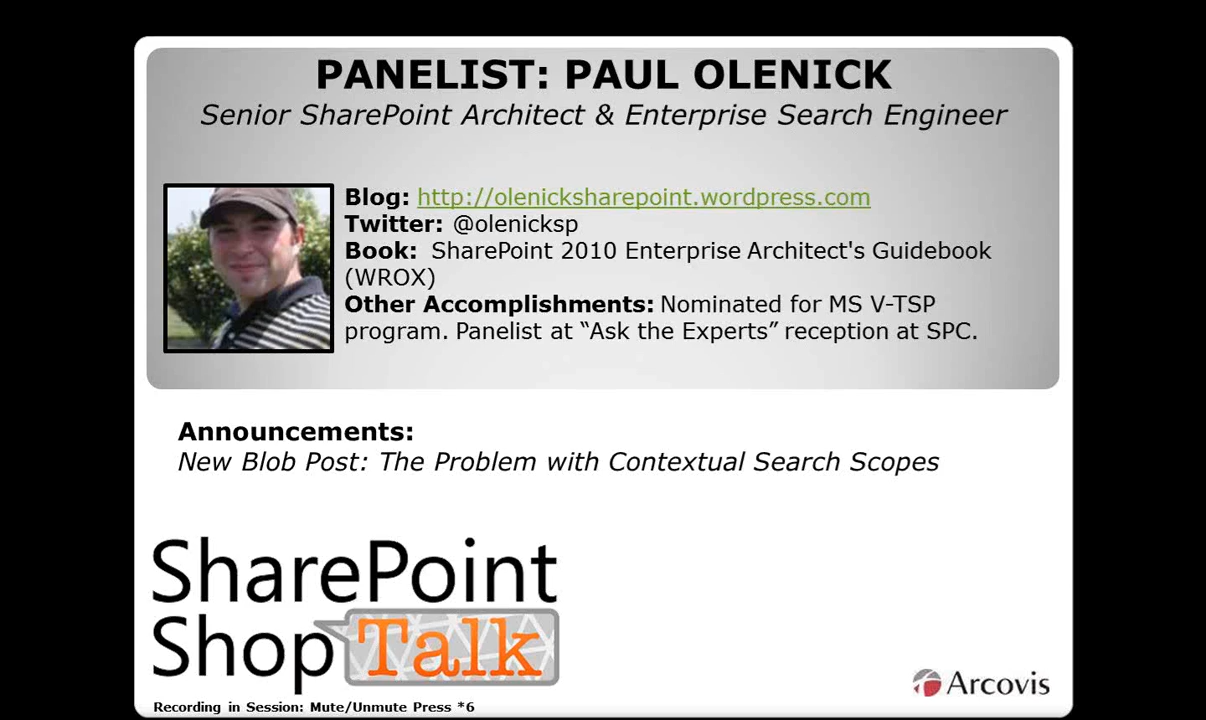 PANELIST: PAUL OLENICK
Senior SharePoint Architect & Enterprise Search Engineer
Blog: http://olenicksharepoint.wordpress.com
Twitter: @olenicksp
Book: SharePoint 2010 Enterprise Architect's Guidebook
(WROX)
Other Accomplishments: Nominated for MS V-TSP
program. Panelist at “Ask the Experts” reception at SPC.
Announcements:
New Blob Post: The Problem with Contextual Search Scopes
SharePoint
Shop Talk
Arcovis
Recording in Session: Mute/Unmute Press *6